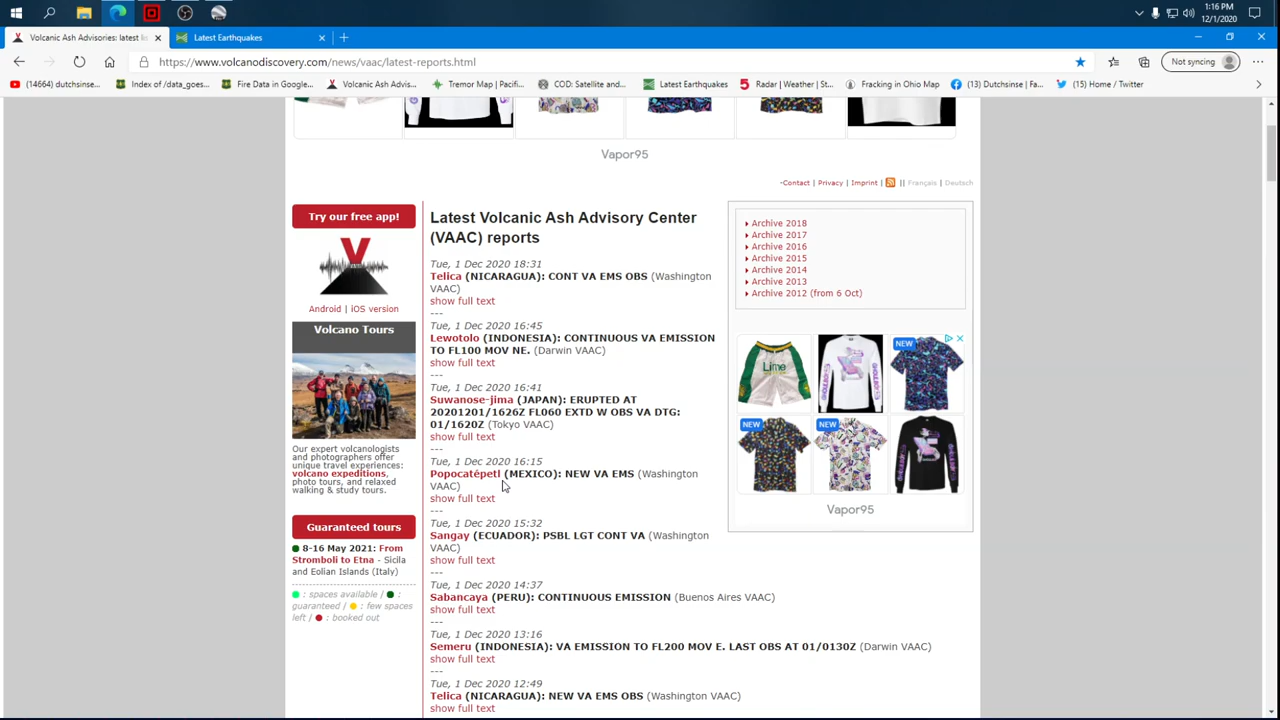 1:16 PM
12/1/2020
Volcanic Ash Advisories: latest li
Latest Earthquakes
https://www.volcanodiscovery.com/news/vaac/latest-reports.html
Not syncing
(14664) dutchsinse...
Index of /data_goes...
Fire Data in Google...
Volcanic Ash Advis...
Tremor Map | Pacifi...
COD: Satellite and...
Latest Earthquakes
Radar | Weather | St...
Fracking in Ohio Map
(13) Dutchsinse | Fa...
(15) Home / Twitter
Vapor95
-Contact | Privacy | Imprint | || Français | Deutsch
Try our free app!
Android | iOS version
Volcano Tours
Our expert volcanologists
and photographers offer
unique travel experiences:
volcano expeditions,
photo tours, and relaxed
walking & study tours.
Guaranteed tours
8-16 May 2021: From
Stromboli to Etna - Sicila
and Eolian Islands (Italy)
: spaces available / :
guaranteed / : few spaces
left / : booked out
Latest Volcanic Ash Advisory Center
(VAAC) reports
Tue, 1 Dec 2020 18:31
Telica (NICARAGUA): CONT VA EMS OBS (Washington
VAAC)
show full text
---
Tue, 1 Dec 2020 16:45
Lewotolo (INDONESIA): CONTINUOUS VA EMISSION
TO FL100 MOV NE. (Darwin VAAC)
show full text
---
Tue, 1 Dec 2020 16:41
Suwanose-jima (JAPAN): ERUPTED AT
20201201/1626Z FL060 EXTD W OBS VA DTG:
01/1620Z (Tokyo VAAC)
show full text
---
Tue, 1 Dec 2020 16:15
Popocatépetl (MEXICO): NEW VA EMS (Washington
VAAC)
show full text
---
Tue, 1 Dec 2020 15:32
Sangay (ECUADOR): PSBL LGT CONT VA (Washington
VAAC)
show full text
---
Tue, 1 Dec 2020 14:37
Sabancaya (PERU): CONTINUOUS EMISSION (Buenos Aires VAAC)
show full text
---
Tue, 1 Dec 2020 13:16
Semeru (INDONESIA): VA EMISSION TO FL200 MOV E. LAST OBS AT 01/0130Z (Darwin VAAC)
show full text
---
Tue, 1 Dec 2020 12:49
Telica (NICARAGUA): NEW VA EMS OBS (Washington VAAC)
show full text
Archive 2018
Archive 2017
Archive 2016
Archive 2015
Archive 2014
Archive 2013
Archive 2012 (from 6 Oct)
NEW
Lime
NEW
NEW
Vapor95